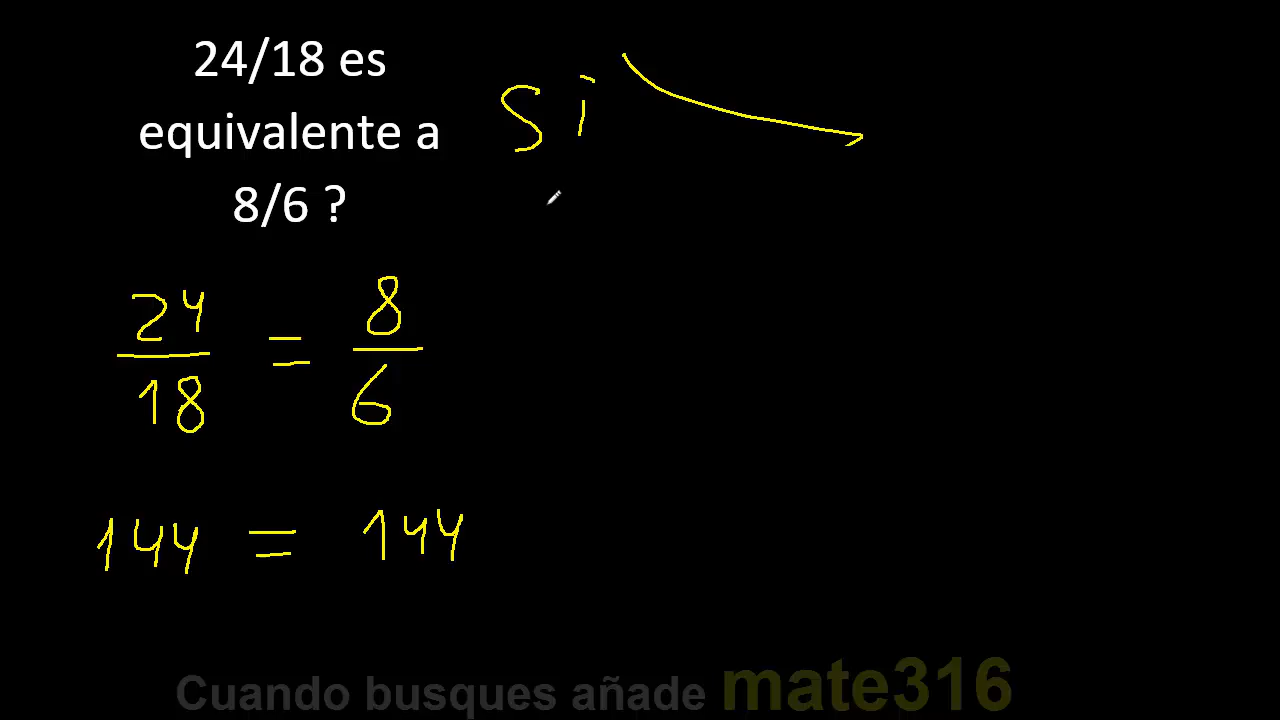 24/18 es
equivalente a
8/6 ?
Si
24/18 = 8/6
144 = 144
Cuando busques añade mate316